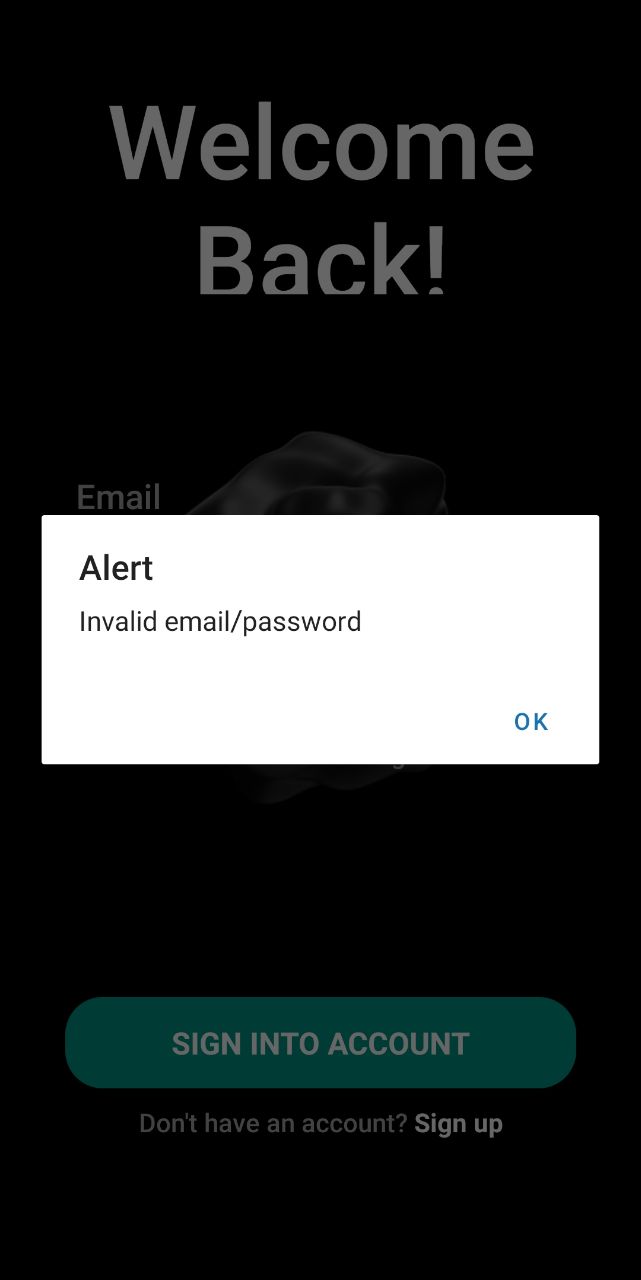 Welcome
Back!
Email
Alert
Invalid email/password
OK
SIGN INTO ACCOUNT
Don't have an account? Sign up